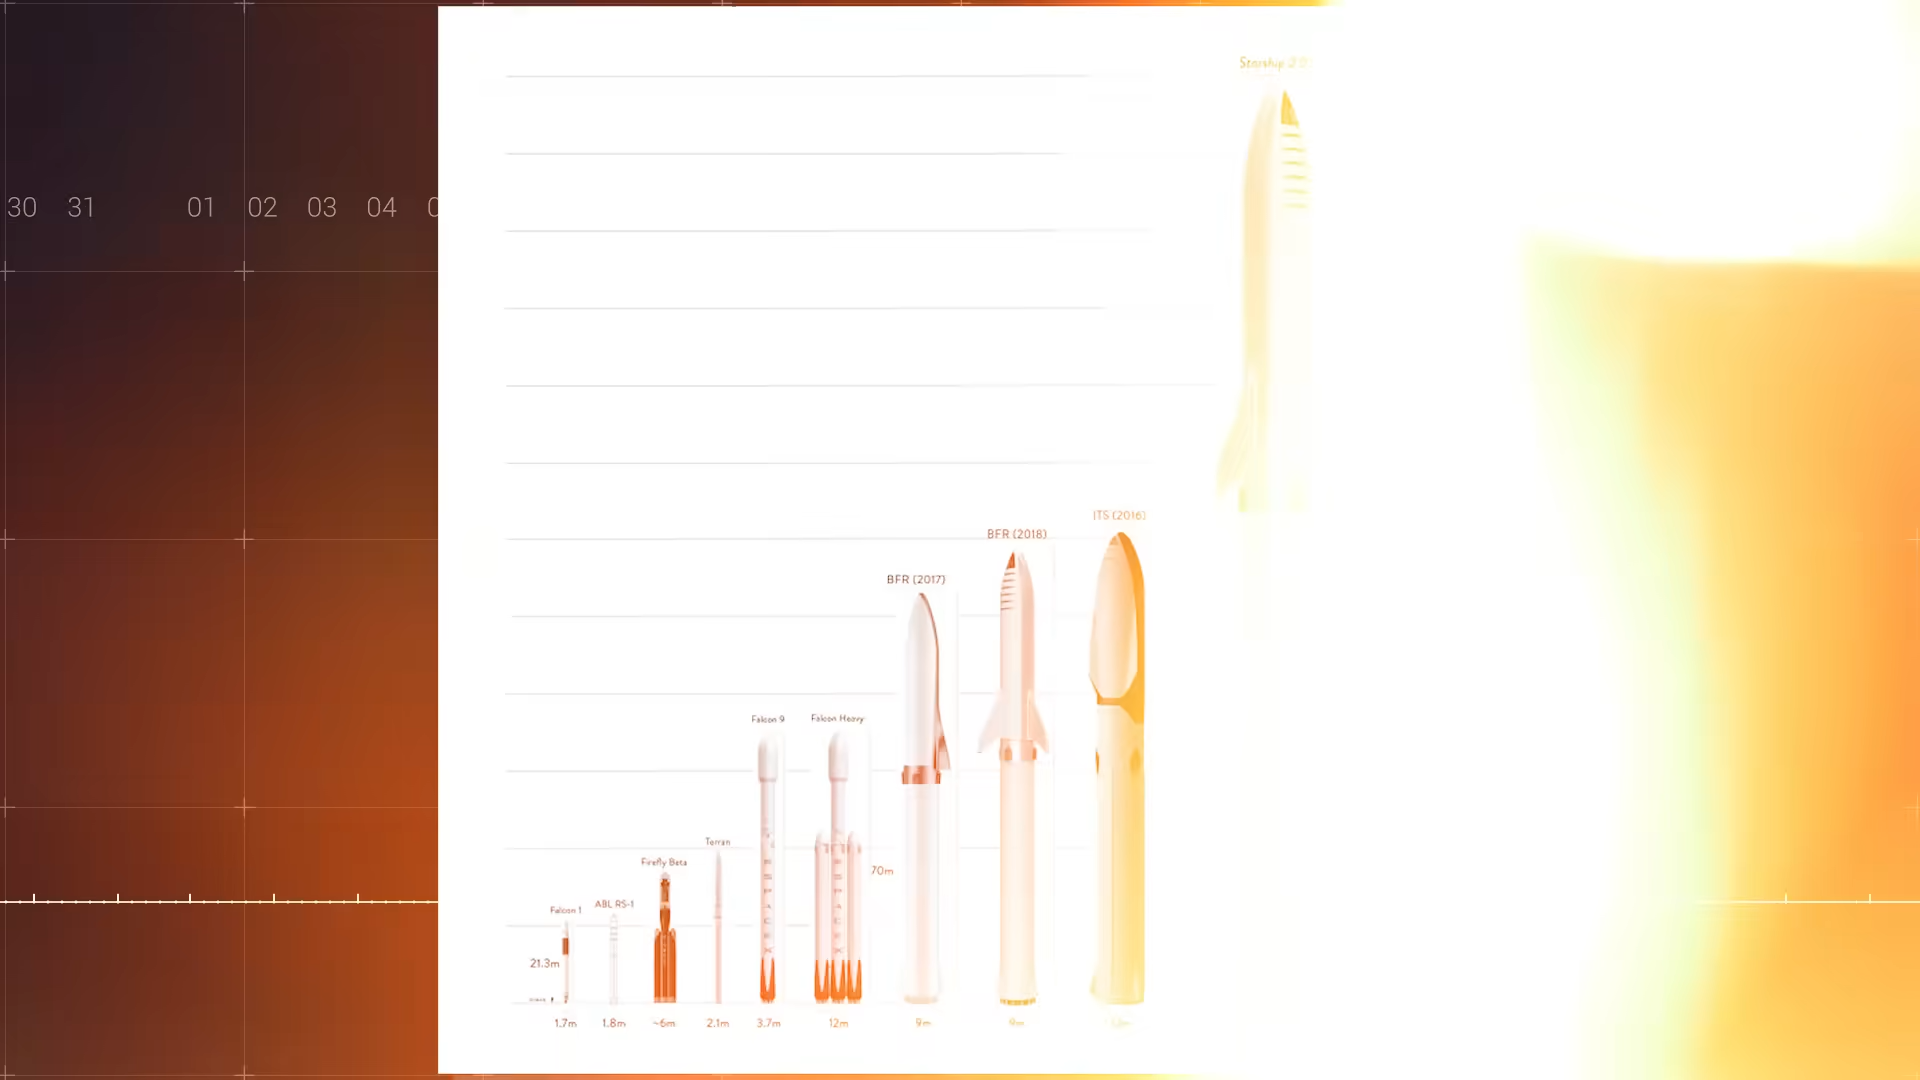 30 31 01 02 03 04
Starship
ITS (2016)
BFR (2018)
BFR (2017)
Falcon 9
Falcon Heavy
Terran
Firefly Beta
70m
ABL RS-1
Falcon 1
21.3m
SPACEX
SPACEX
1.7m 1.8m ~6m 2.1m 3.7m 12m 9m 9m